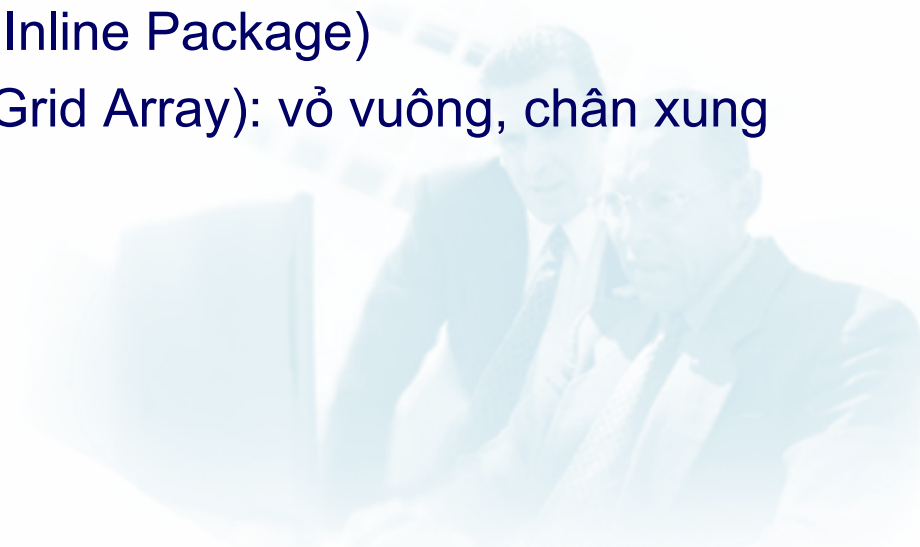 Inline Package)
Grid Array): vỏ vuông, chân xung